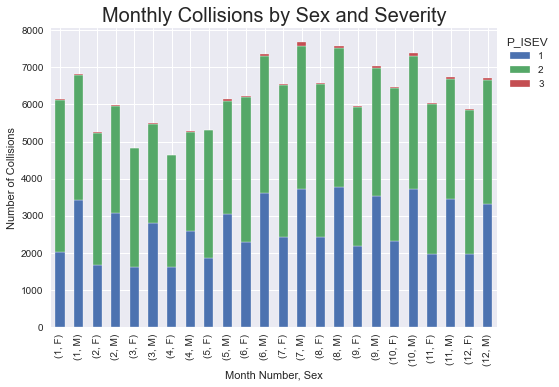 Monthly Collisions by Sex and Severity
P_ISEV
1
2
3
8000
7000
6000
5000
4000
3000
2000
1000
0
Number of Collisions
(1, F)
(1, M)
(2, F)
(2, M)
(3, F)
(3, M)
(4, F)
(4, M)
(5, F)
(5, M)
(6, F)
(6, M)
(7, F)
(7, M)
(8, F)
(8, M)
(9, F)
(9, M)
(10, F)
(10, M)
(11, F)
(11, M)
(12, F)
(12, M)
Month Number, Sex